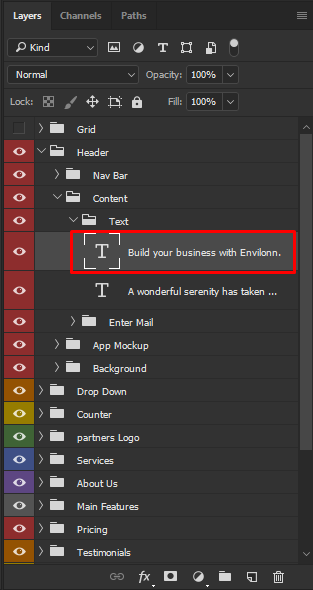 Layers Channels Paths
Kind
Normal Opacity: 100%
Lock: Fill: 100%
Grid
Header
Nav Bar
Content
Text
T Build your business with Envilonn.
T A wonderful serenity has taken ...
Enter Mail
App Mockup
Background
Drop Down
Counter
partners Logo
Services
About Us
Main Features
Pricing
Testimonials
fx